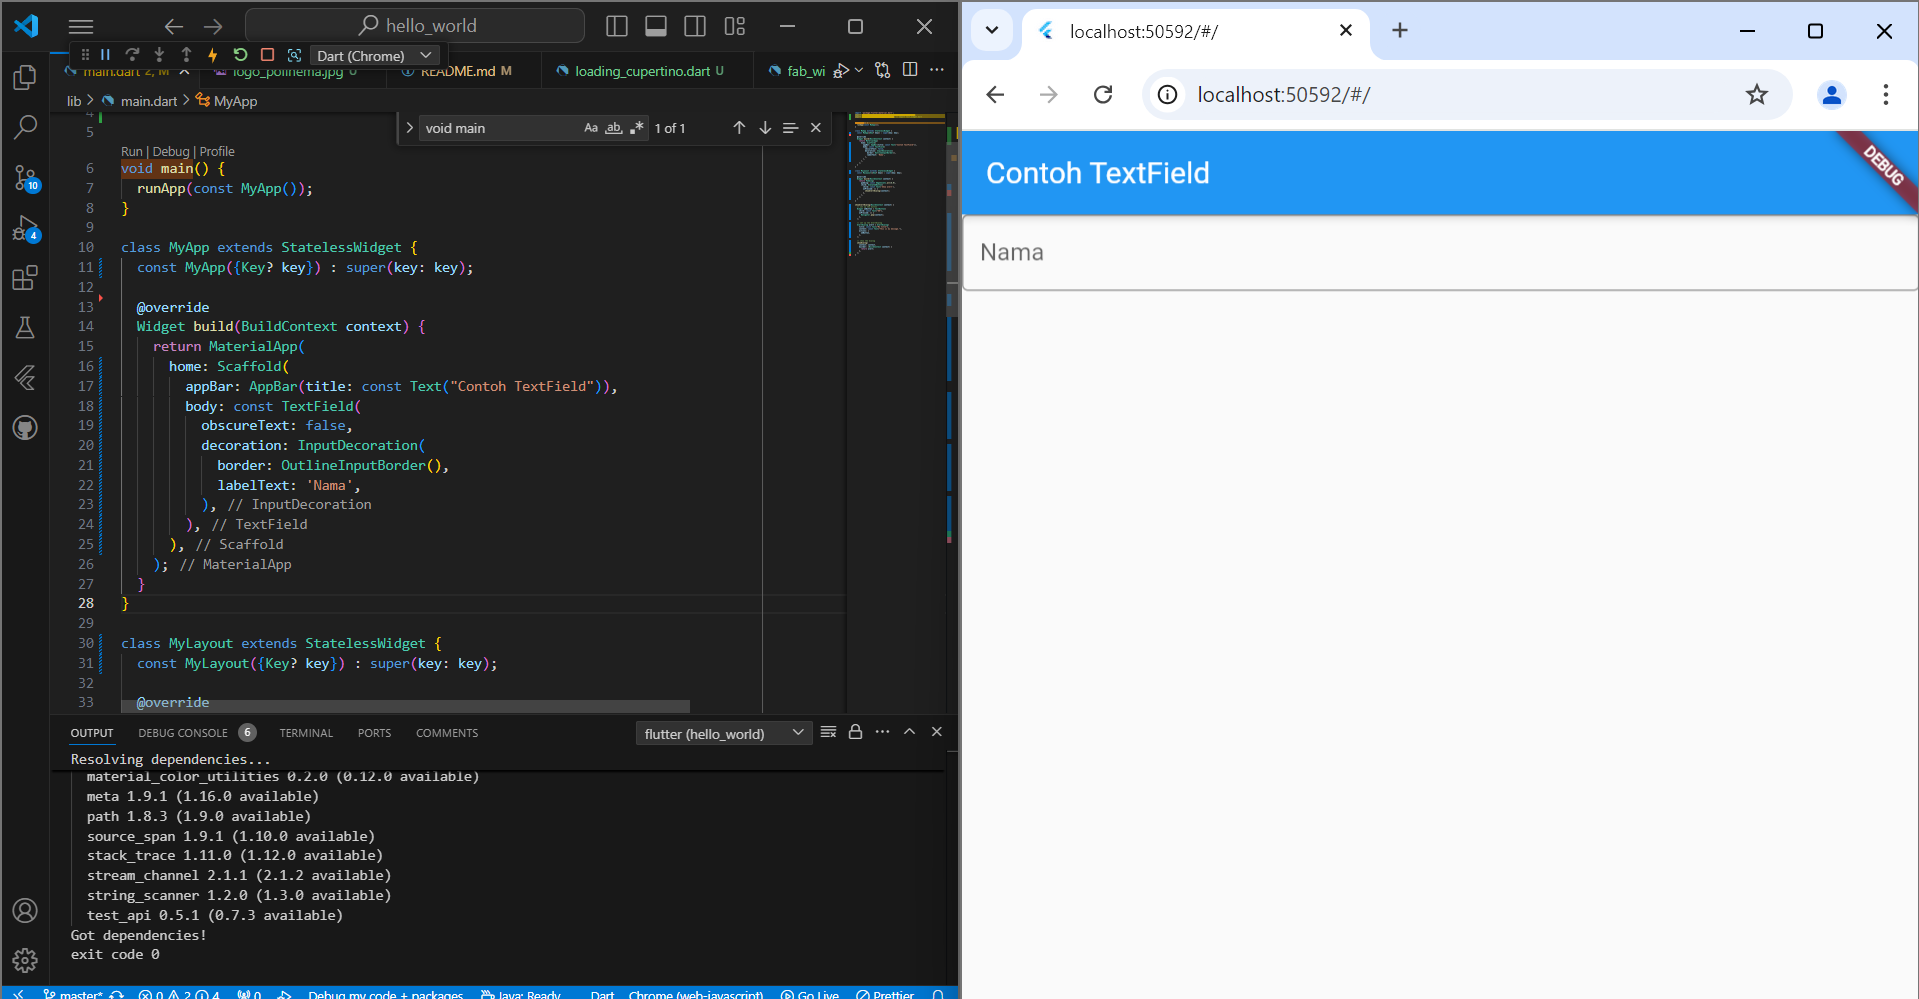 hello_world
Dart (Chrome)
main.dart 2, M
logo_polinema.jpg U
README.md M
loading_cupertino.dart U
fab_wi
lib > main.dart > MyApp
void main
Aa ab .* 1 of 1
4
5
Run | Debug | Profile
6 void main() {
7 runApp(const MyApp());
8 }
9
10 class MyApp extends StatelessWidget {
11 const MyApp({Key? key}) : super(key: key);
12
13 @override
14 Widget build(BuildContext context) {
15 return MaterialApp(
16 home: Scaffold(
17 appBar: AppBar(title: const Text("Contoh TextField")),
18 body: const TextField(
19 obscureText: false,
20 decoration: InputDecoration(
21 border: OutlineInputBorder(),
22 labelText: 'Nama',
23 ), // InputDecoration
24 ), // TextField
25 ), // Scaffold
26 ); // MaterialApp
27 }
28 }
29
30 class MyLayout extends StatelessWidget {
31 const MyLayout({Key? key}) : super(key: key);
32
33 @override
10
4
OUTPUT DEBUG CONSOLE 6 TERMINAL PORTS COMMENTS flutter (hello_world)
Resolving dependencies...
material_color_utilities 0.2.0 (0.12.0 available)
meta 1.9.1 (1.16.0 available)
path 1.8.3 (1.9.0 available)
source_span 1.9.1 (1.10.0 available)
stack_trace 1.11.0 (1.12.0 available)
stream_channel 2.1.1 (2.1.2 available)
string_scanner 1.2.0 (1.3.0 available)
test_api 0.5.1 (0.7.3 available)
Got dependencies!
exit code 0
master* 0 2 4 0 Debug my code + packages Java: Ready Dart Chrome (web-javascript) Go Live Prettier
localhost:50592/#/
localhost:50592/#/
Contoh TextField
DEBUG
Nama